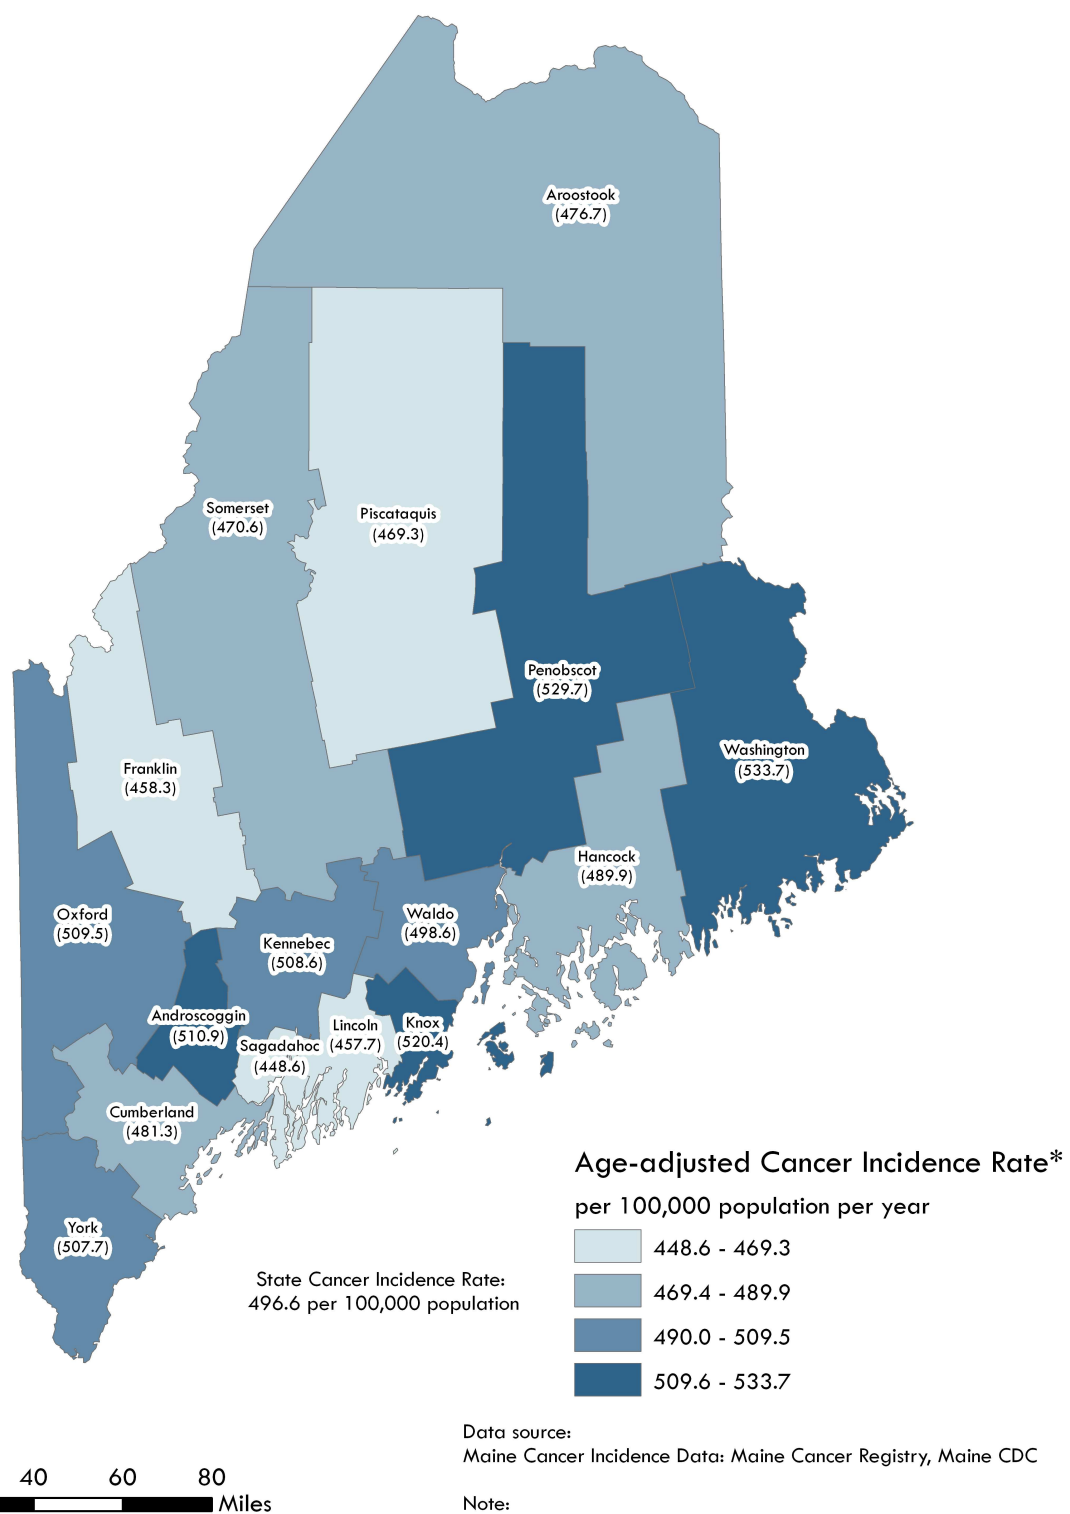 Aroostook
(476.7)
Somerset
(470.6)
Piscataquis
(469.3)
Penobscot
(529.7)
Washington
(533.7)
Franklin
(458.3)
Hancock
(489.9)
Oxford
(509.5)
Waldo
(498.6)
Kennebec
(508.6)
Androscoggin
(510.9)
Lincoln
(457.7)
Knox
(520.4)
Sagadahoc
(448.6)
Cumberland
(481.3)
York
(507.7)
State Cancer Incidence Rate:
496.6 per 100,000 population
Age-adjusted Cancer Incidence Rate*
per 100,000 population per year
448.6 - 469.3
469.4 - 489.9
490.0 - 509.5
509.6 - 533.7
Data source:
Maine Cancer Incidence Data: Maine Cancer Registry, Maine CDC
Note:
40 60 80
Miles